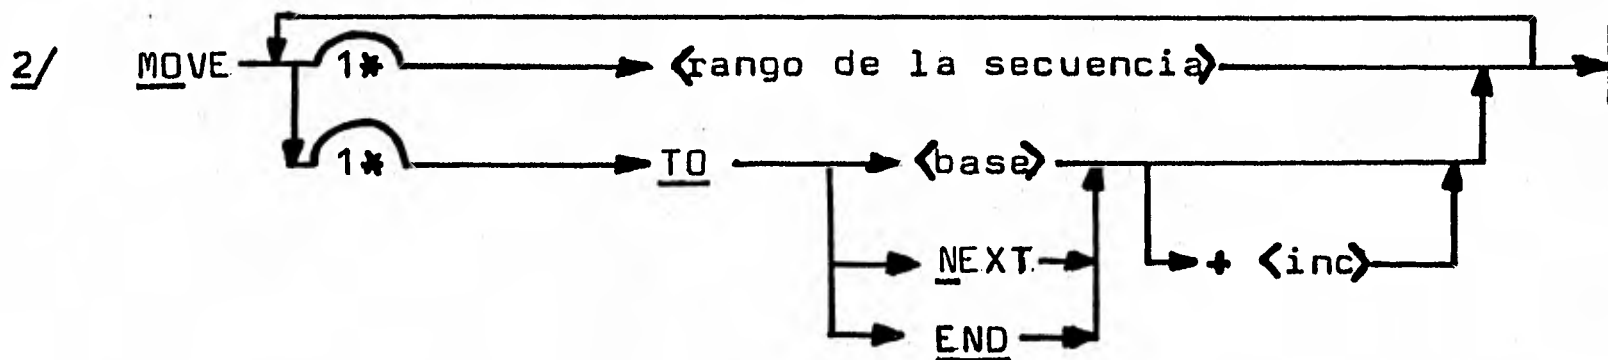 2/ MOVE 1* <rango de la secuencia>
1* TO <base>
NEXT + <inc>
END